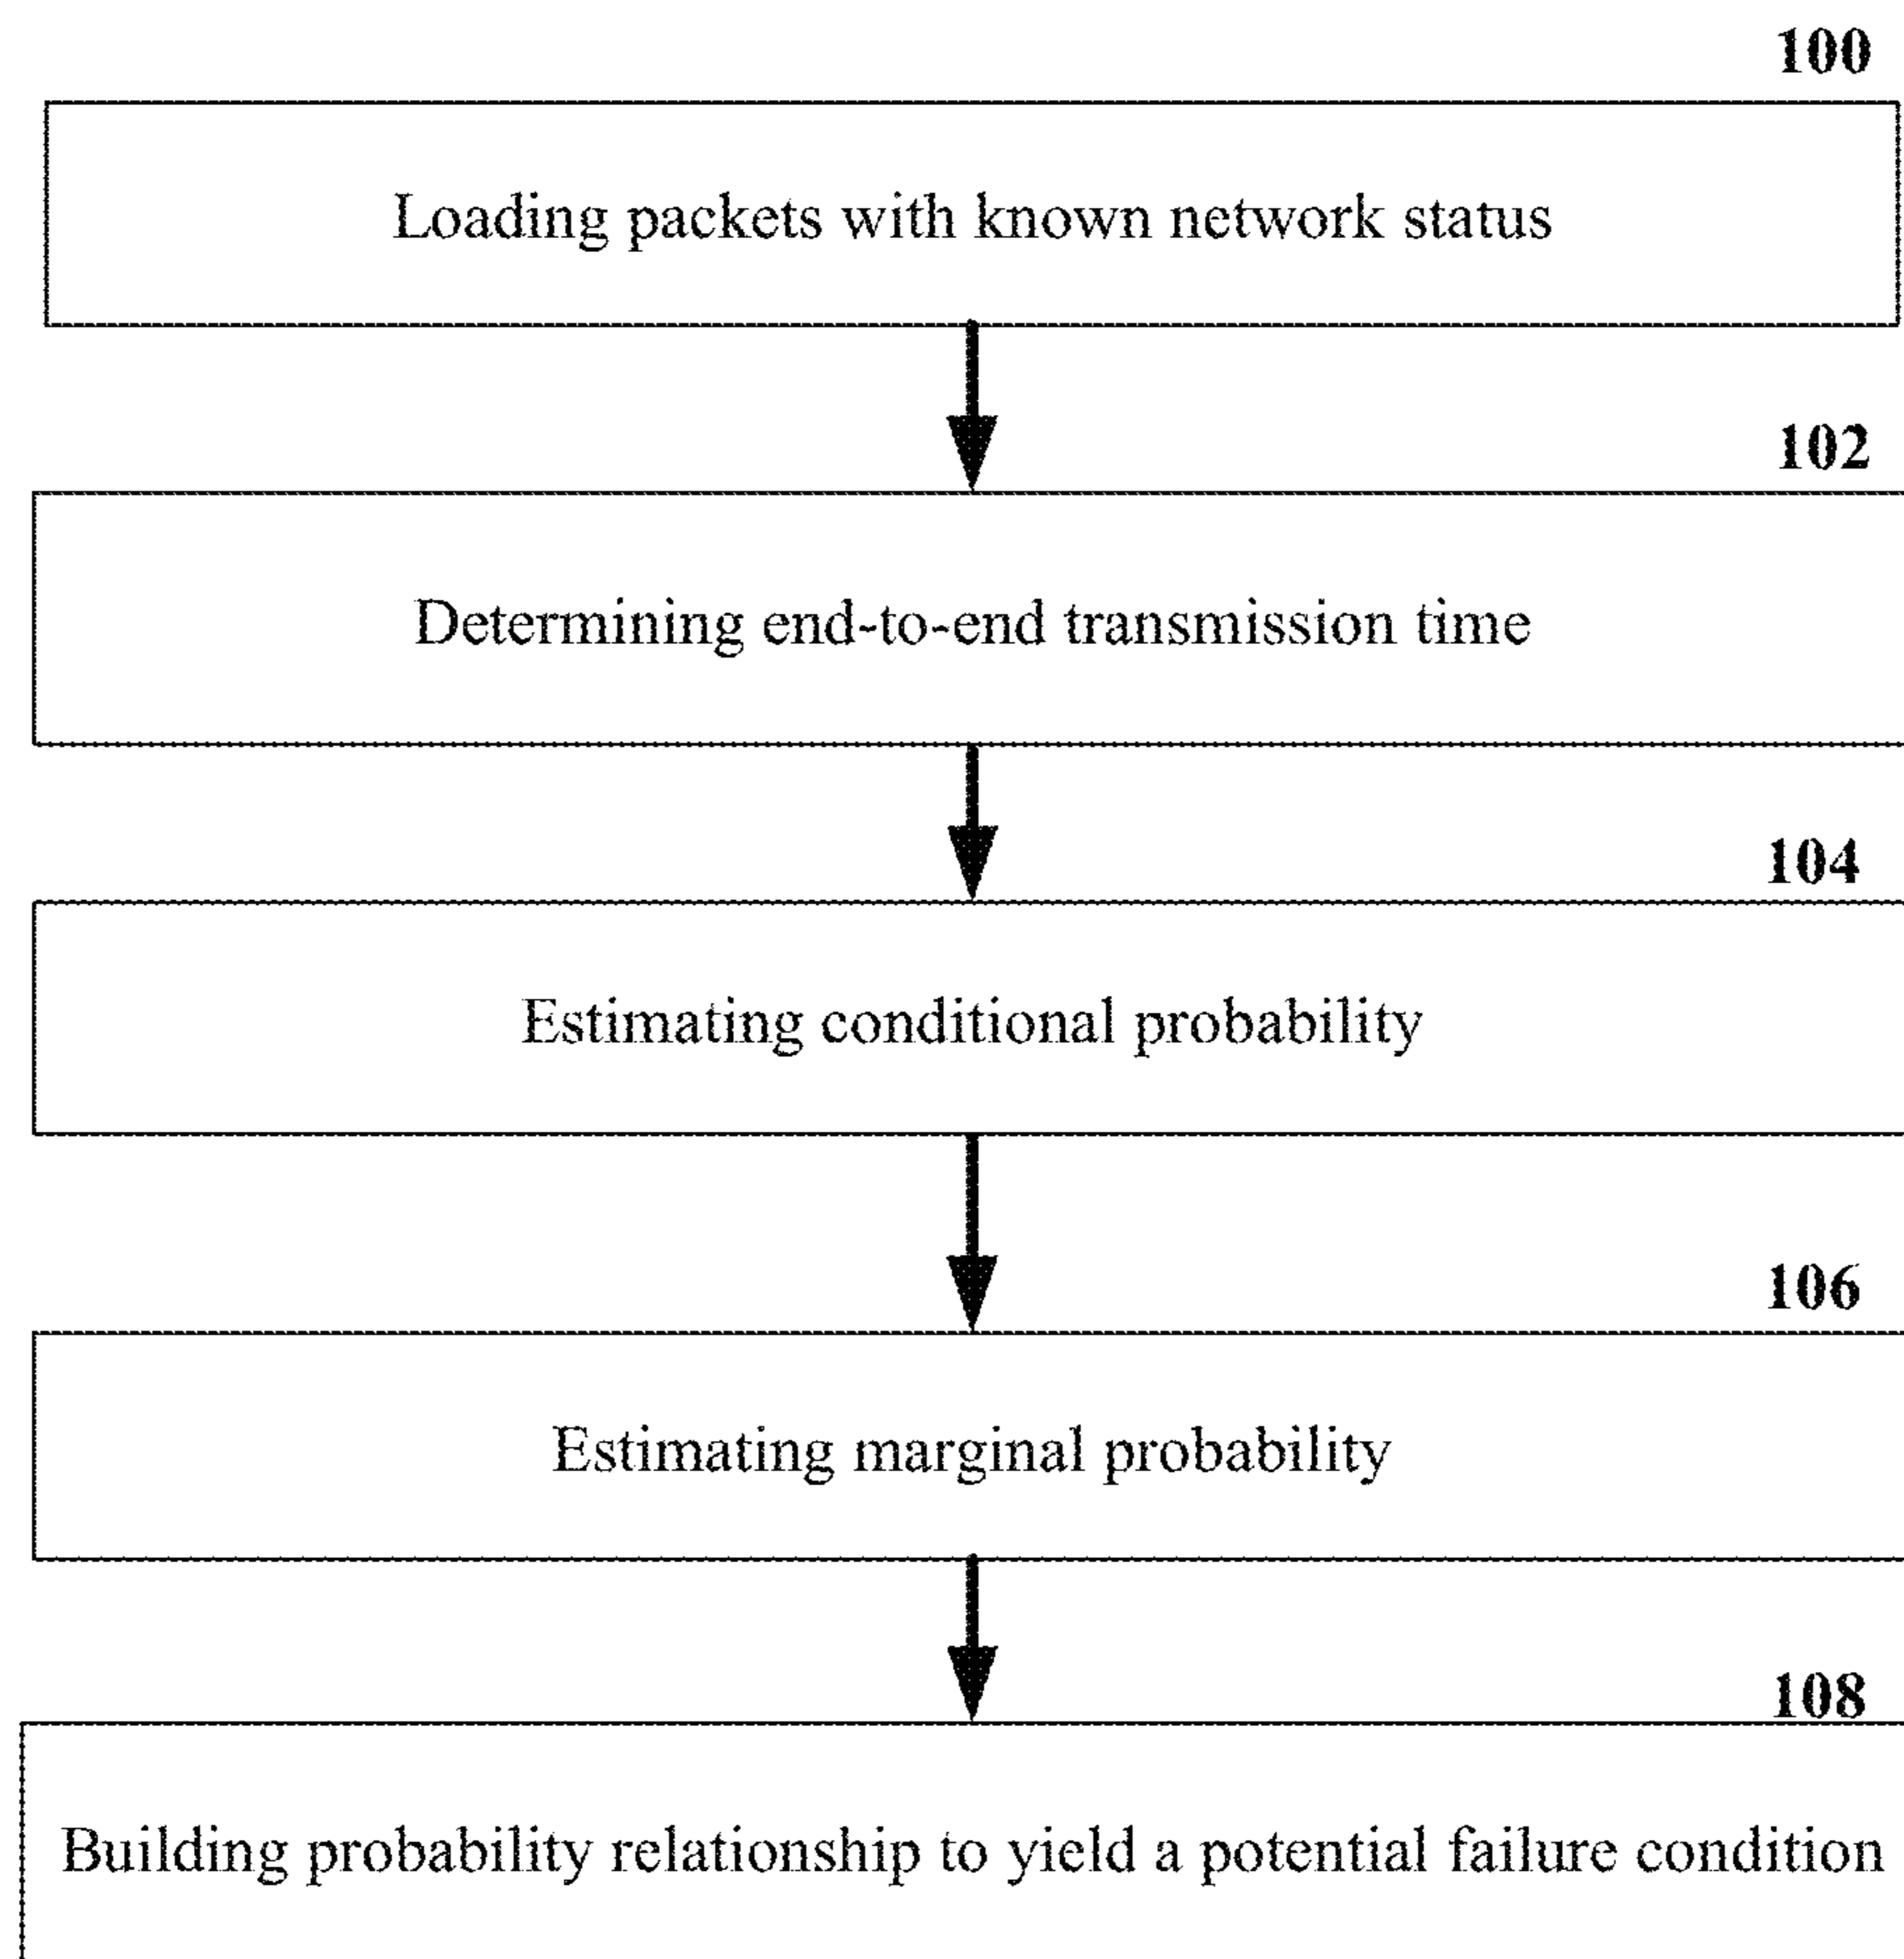 100
Loading packets with known network status
102
Determining end-to-end transmission time
104
Estimating conditional probability
106
Estimating marginal probability
108
Building probability relationship to yield a potential failure condition